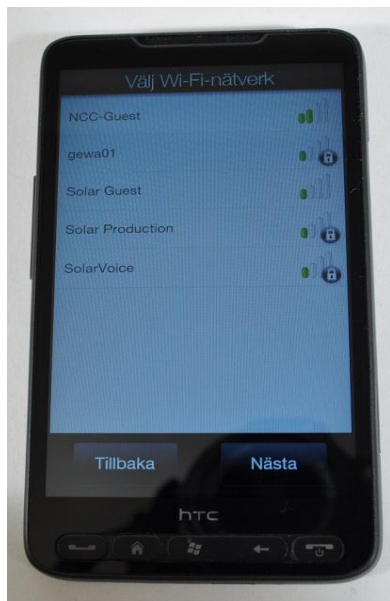 Välj Wi-Fi-nätverk
NCC-Guest
gewa01
Solar Guest
Solar Production
SolarVoice
Tillbaka Nästa
hTC